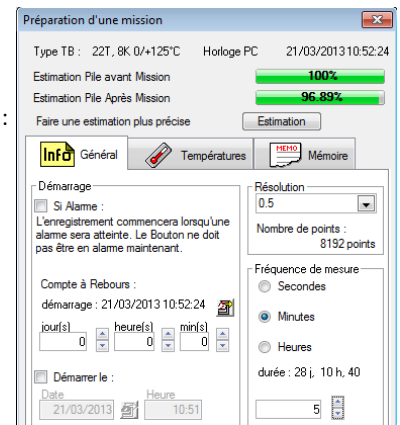 Préparation d'une mission
Type TB : 22T, 8K 0/+125°C Horloge PC 21/03/2013 10:52:24
Estimation Pile avant Mission 100%
Estimation Pile Après Mission 96.89%
:
Faire une estimation plus précise Estimation
Info Général Températures MEMO Mémoire
Démarrage
Si Alarme :
L'enregistrement commencera lorsqu'une
alarme sera atteinte. Le Bouton ne doit
pas être en alarme maintenant.
Compte à Rebours :
démarrage : 21/03/2013 10:52:24
jour(s) heure(s) min(s)
0 0 0
Démarrer le :
Date Heure
21/03/2013 10:51
Résolution
0.5
Nombre de points :
8192 points
Fréquence de mesure
Secondes
Minutes
Heures
durée : 28 j, 10 h, 40
5